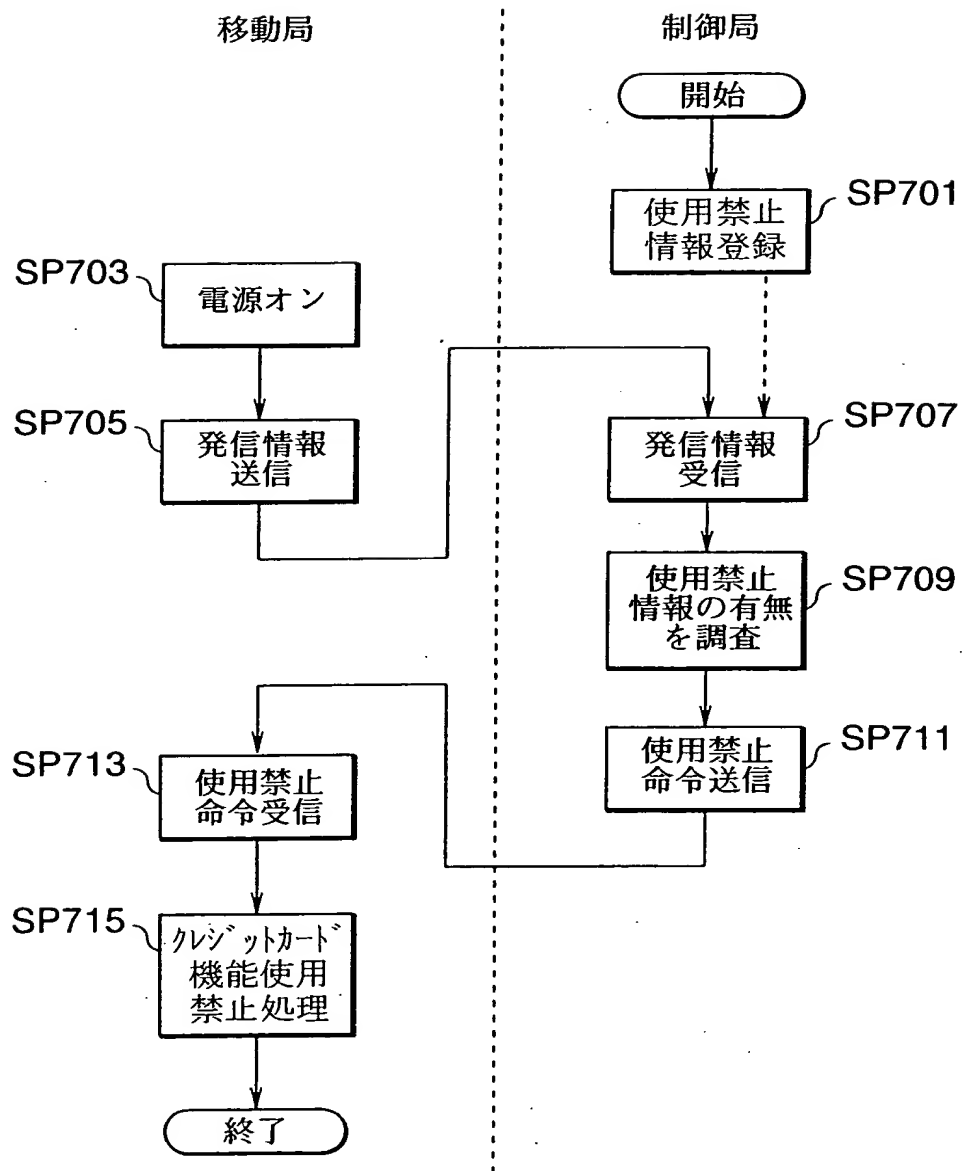 移動局
制御局
開始
SP701
使用禁止
情報登録
SP703
電源オン
SP705
発信情報
送信
SP707
発信情報
受信
SP709
使用禁止
情報の有無
を調査
SP711
使用禁止
命令送信
SP713
使用禁止
命令受信
SP715
クレジットカード
機能使用
禁止処理
終了